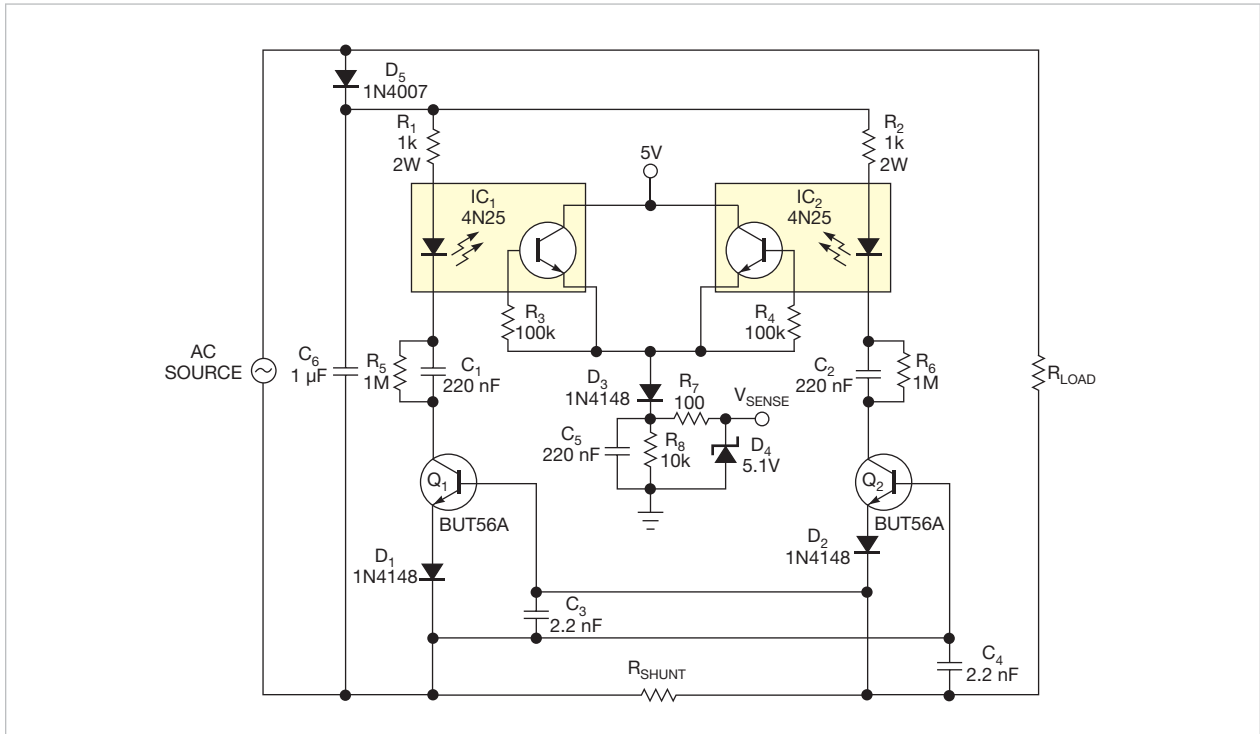 D5
1N4007
R1
1k
2W
R2
1k
2W
5V
IC1
4N25
IC2
4N25
R3
100k
R4
100k
AC
SOURCE
C6
1 µF
R5
1M
C1
220 nF
D3
1N4148
R7
100
VSENSE
C2
220 nF
R6
1M
RLOAD
C5
220 nF
R8
10k
D4
5.1V
Q1
BUT56A
Q2
BUT56A
D1
1N4148
D2
1N4148
C3
2.2 nF
RSHUNT
C4
2.2 nF